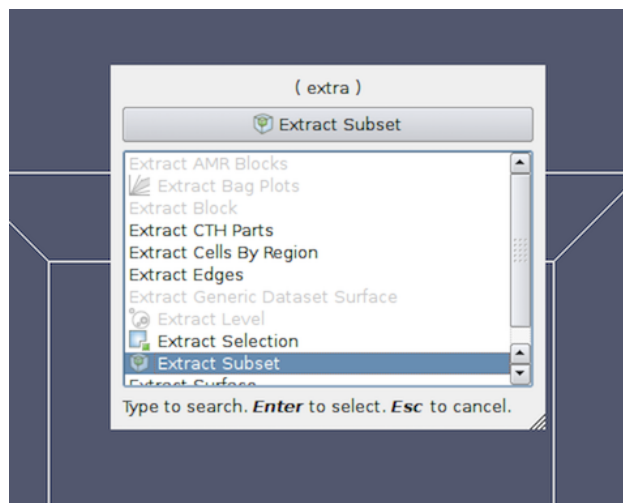 ( extra )
Extract Subset
Extract AMR Blocks
Extract Bag Plots
Extract Block
Extract CTH Parts
Extract Cells By Region
Extract Edges
Extract Generic Dataset Surface
Extract Level
Extract Selection
Extract Subset
Extract Surface
Type to search. Enter to select. Esc to cancel.